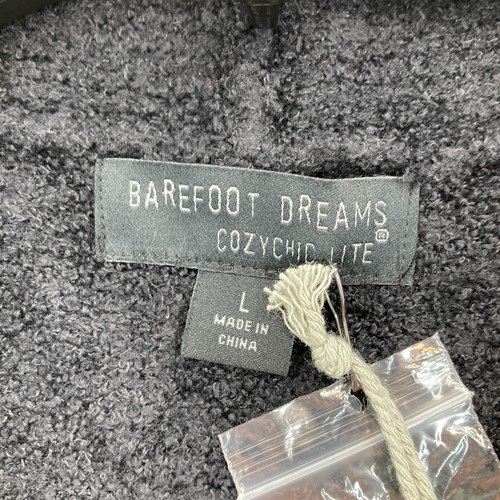 BAREFOOT DREAMS
COZYCHIC LITE ®
L
MADE IN
CHINA